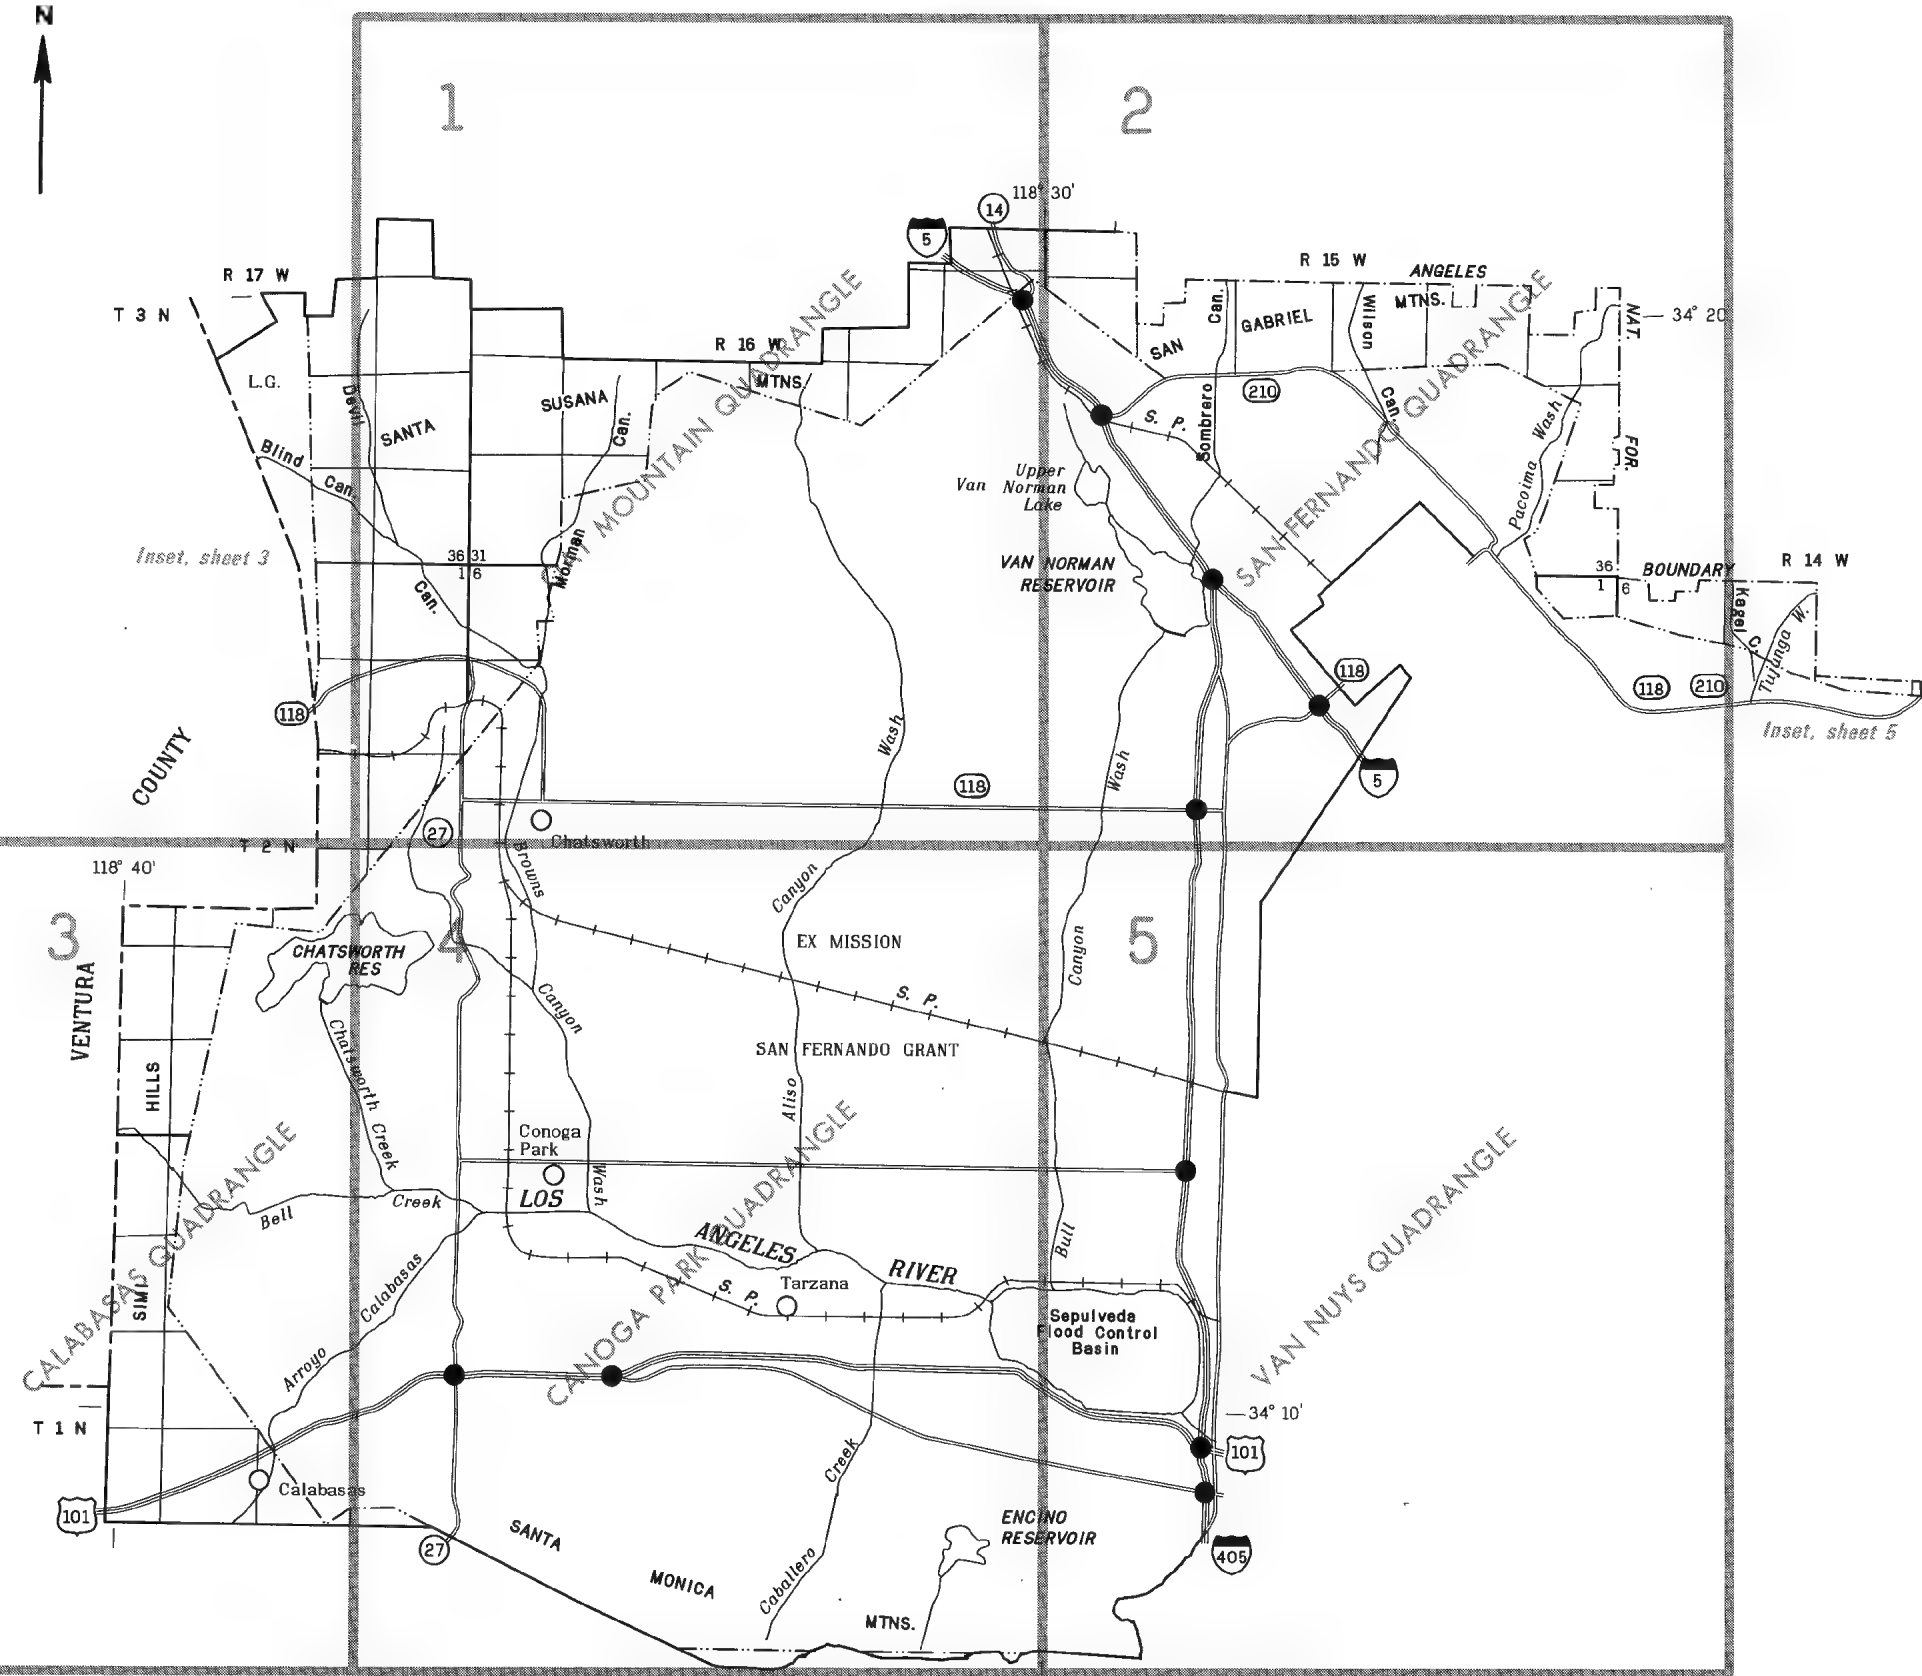 N
1
2
14
118° 30'
5
R 17 W
T 3 N
R 15 W
ANGELES
MTNS.
NAT.
34° 20
L.G.
Devil
SANTA
SUSANA
Can.
R 16 W
MTNS.
SAN
Can.
GABRIEL
Wilson
Can.
210
Sombrero
S. P.
Wash
Pacoima
FOR.
Blind
Can.
MOUNTAIN QUADRANGLE
SAN FERNANDO QUADRANGLE
Upper
Van Norman
Lake
Inset, sheet 3
36 31
1 6
Can.
Norman
VAN NORMAN
RESERVOIR
36
1 6
BOUNDARY
R 14 W
Kagel
C.
Tujunga W.
118
118
118
210
Inset, sheet 5
COUNTY
Wash
Wash
118
5
27
Chatsworth
T 2 N
118° 40'
3
4
5
Browns
Canyon
CHATSWORTH
RES
EX MISSION
Canyon
Canyon
S. P.
VENTURA
HILLS
Chatsworth Creek
SAN FERNANDO GRANT
Aliso
Conoga
Park
Wash
LOS
Bell
Creek
ANGELES
RIVER
Bull
CALABASAS QUADRANGLE
SIMI
Calabasas
Arroyo
S. P.
Tarzana
CANOGA PARK QUADRANGLE
Sepulveda
Flood Control
Basin
VAN NUYS QUADRANGLE
T 1 N
34° 10'
101
Creek
Calabasas
101
27
SANTA
MONICA
MTNS.
Caballero
ENCINO
RESERVOIR
405